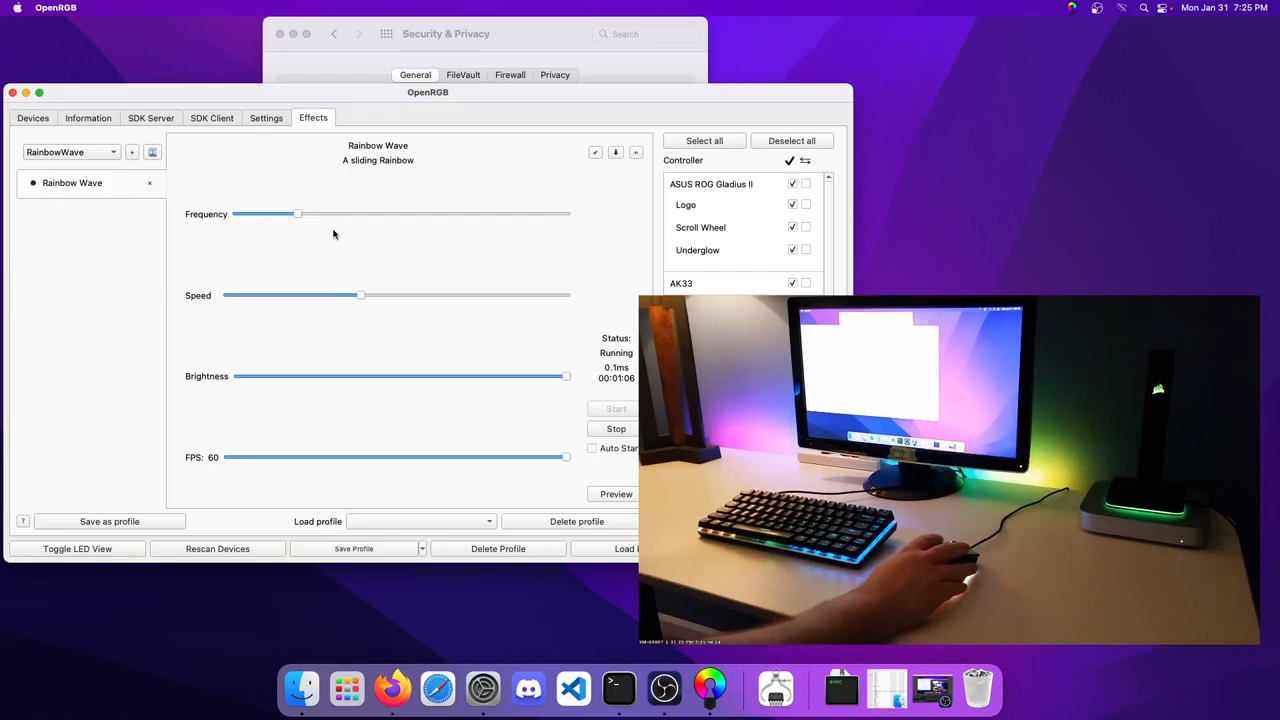 OpenRGB
Mon Jan 31 7:25 PM
Security & Privacy
Search
General FileVault Firewall Privacy
OpenRGB
Devices Information SDK Server SDK Client Settings Effects
RainbowWave +
Rainbow Wave ×
Rainbow Wave
A sliding Rainbow
Frequency
Speed
Brightness
FPS: 60
Status:
Running
0.1ms
00:01:06
Start
Stop
Auto Star
Preview
Select all Deselect all
Controller
ASUS ROG Gladius II
Logo
Scroll Wheel
Underglow
AK33
? Save as profile Load profile Delete profile
Toggle LED View Rescan Devices Save Profile Delete Profile Load P
exec